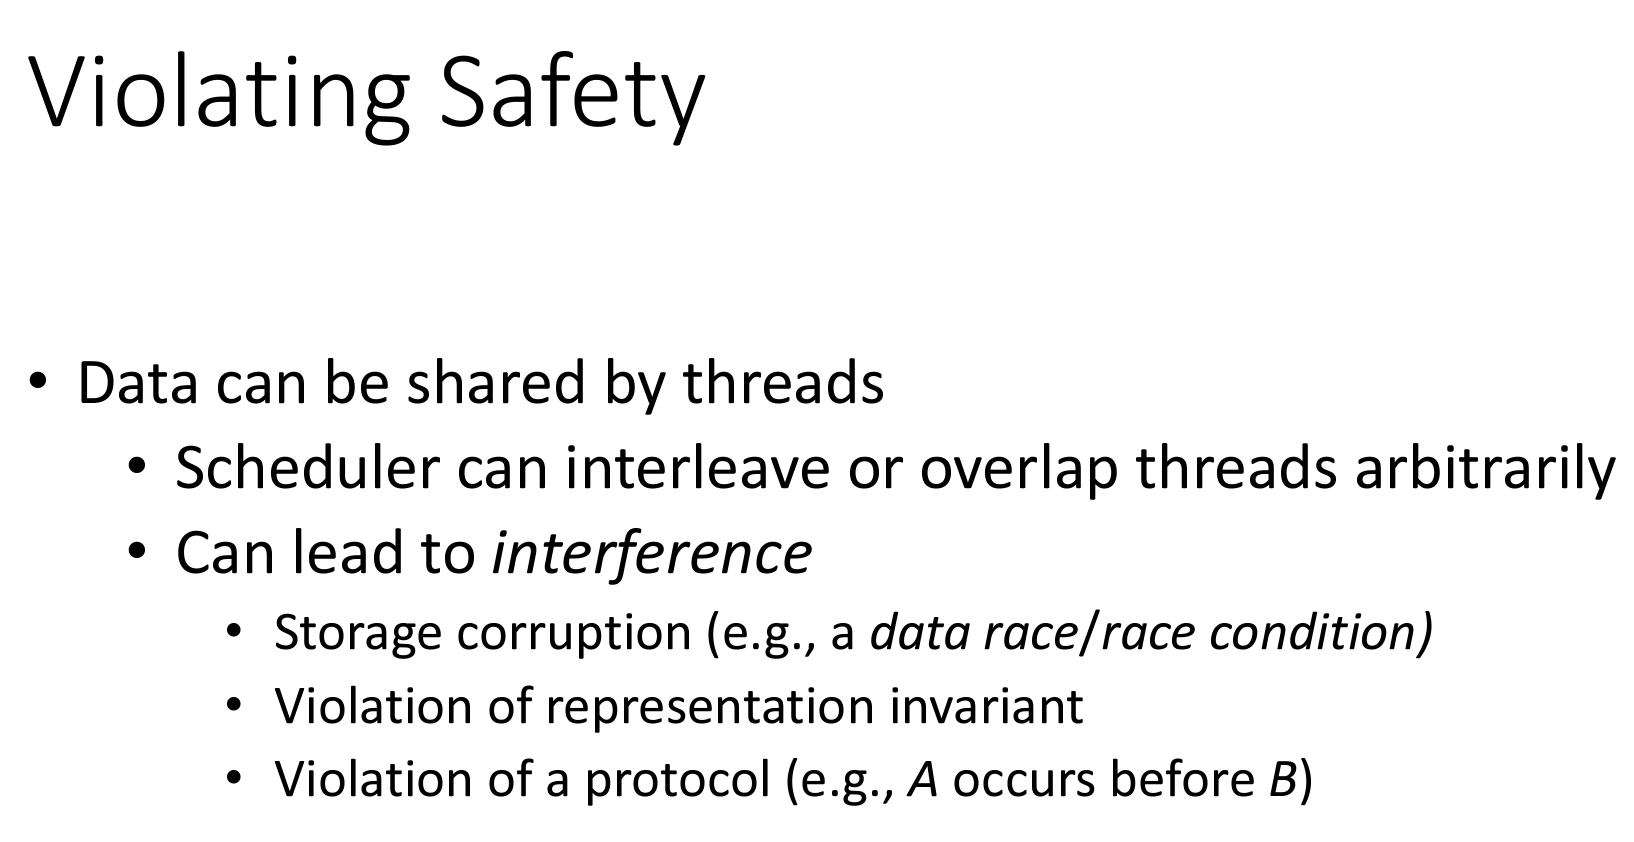 Violating Safety
• Data can be shared by threads
• Scheduler can interleave or overlap threads arbitrarily
• Can lead to interference
• Storage corruption (e.g., a data race/race condition)
• Violation of representation invariant
• Violation of a protocol (e.g., A occurs before B)